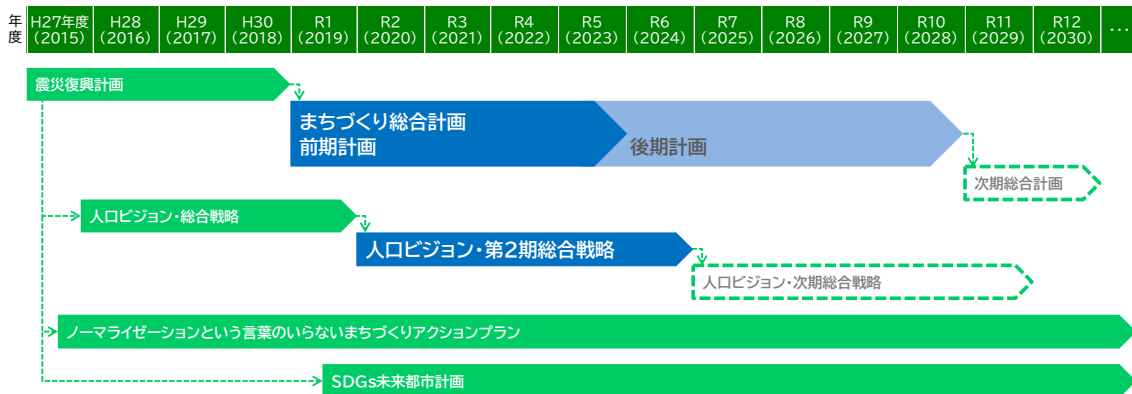 年度
H27年度 H28 H29 H30 R1 R2 R3 R4 R5 R6 R7 R8 R9 R10 R11 R12 …
(2015) (2016) (2017) (2018) (2019) (2020) (2021) (2022) (2023) (2024) (2025) (2026) (2027) (2028) (2029) (2030)
震災復興計画
まちづくり総合計画
前期計画
後期計画
次期総合計画
人口ビジョン・総合戦略
人口ビジョン・第2期総合戦略
人口ビジョン・次期総合戦略
ノーマライゼーションという言葉のいらないまちづくりアクションプラン
SDGs未来都市計画